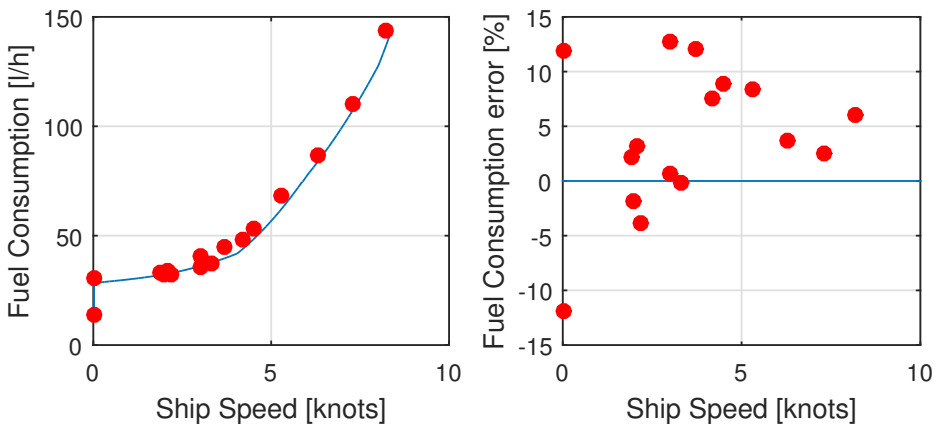 Fuel Consumption [l/h]
150
100
50
0
0 5 10
Ship Speed [knots]
Fuel Consumption error [%]
15
10
5
0
-5
-10
-15
0 5 10
Ship Speed [knots]